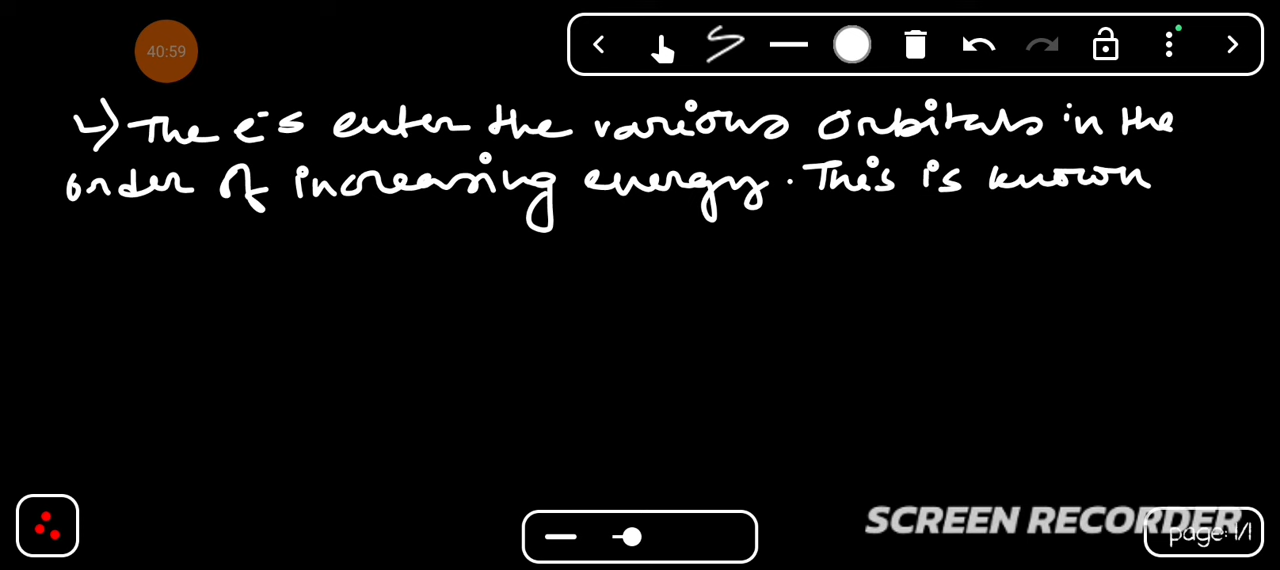 40:59
↳ The e⁻s enter the various orbitals in the
order of increasing energy. This is known
SCREEN RECORDER
page:1/1